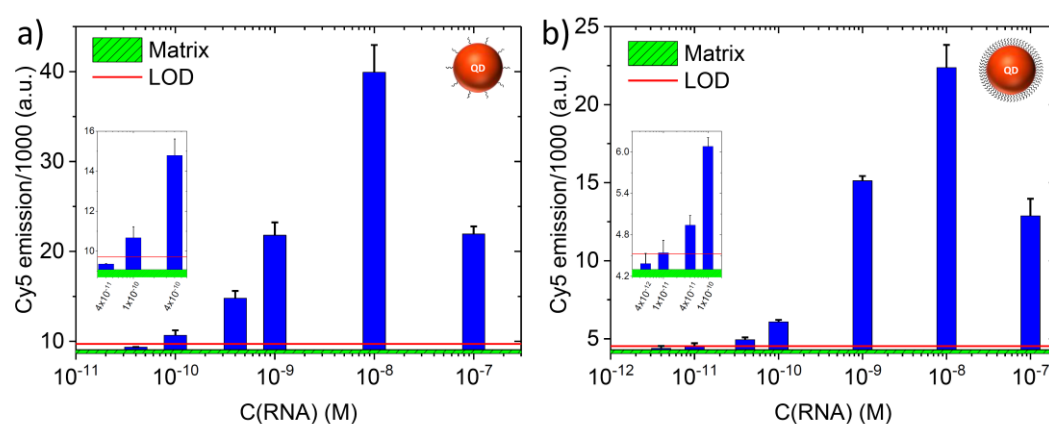 a)
Matrix
LOD
QD
Cy5 emission/1000 (a.u.)
40
30
20
10
16
14
12
10
4x10⁻¹¹
1x10⁻¹⁰
4x10⁻¹⁰
10⁻¹¹ 10⁻¹⁰ 10⁻⁹ 10⁻⁸ 10⁻⁷
C(RNA) (M)
b)
Matrix
LOD
QD
Cy5 emission/1000 (a.u.)
25
20
15
10
5
6.0
5.4
4.8
4.2
4x10⁻¹²
1x10⁻¹¹
4x10⁻¹¹
1x10⁻¹⁰
10⁻¹² 10⁻¹¹ 10⁻¹⁰ 10⁻⁹ 10⁻⁸ 10⁻⁷
C(RNA) (M)